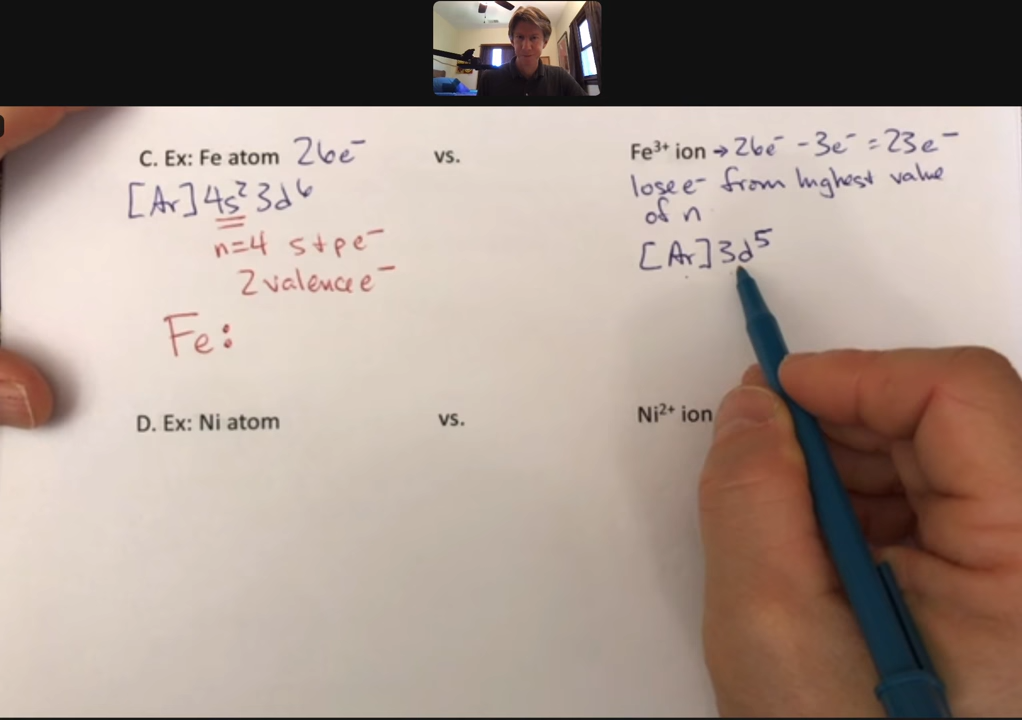 C. Ex: Fe atom 26e⁻ vs. Fe³⁺ ion → 26e⁻ - 3e⁻ = 23e⁻
[Ar] 4s² 3d⁶
n=4 s+p e⁻
2 valence e⁻
Fe:
lose e⁻ from highest value
of n
[Ar] 3d⁵
D. Ex: Ni atom vs. Ni²⁺ ion